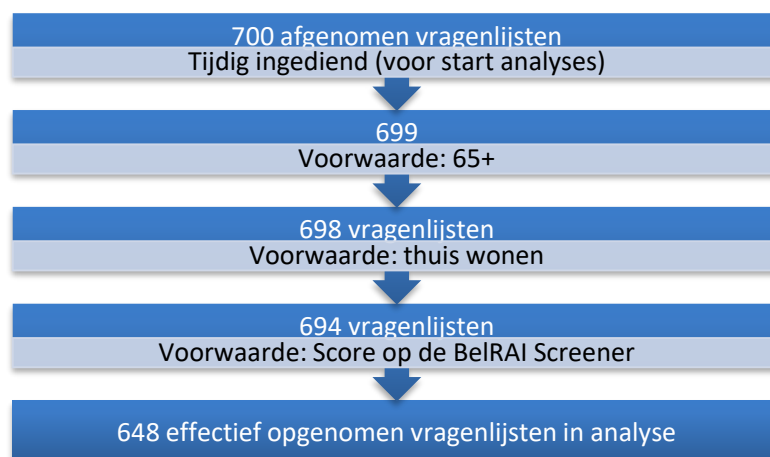 700 afgenomen vragenlijsten
Tijdig ingediend (voor start analyses)
699
Voorwaarde: 65+
698 vragenlijsten
Voorwaarde: thuis wonen
694 vragenlijsten
Voorwaarde: Score op de BelRAI Screener
648 effectief opgenomen vragenlijsten in analyse